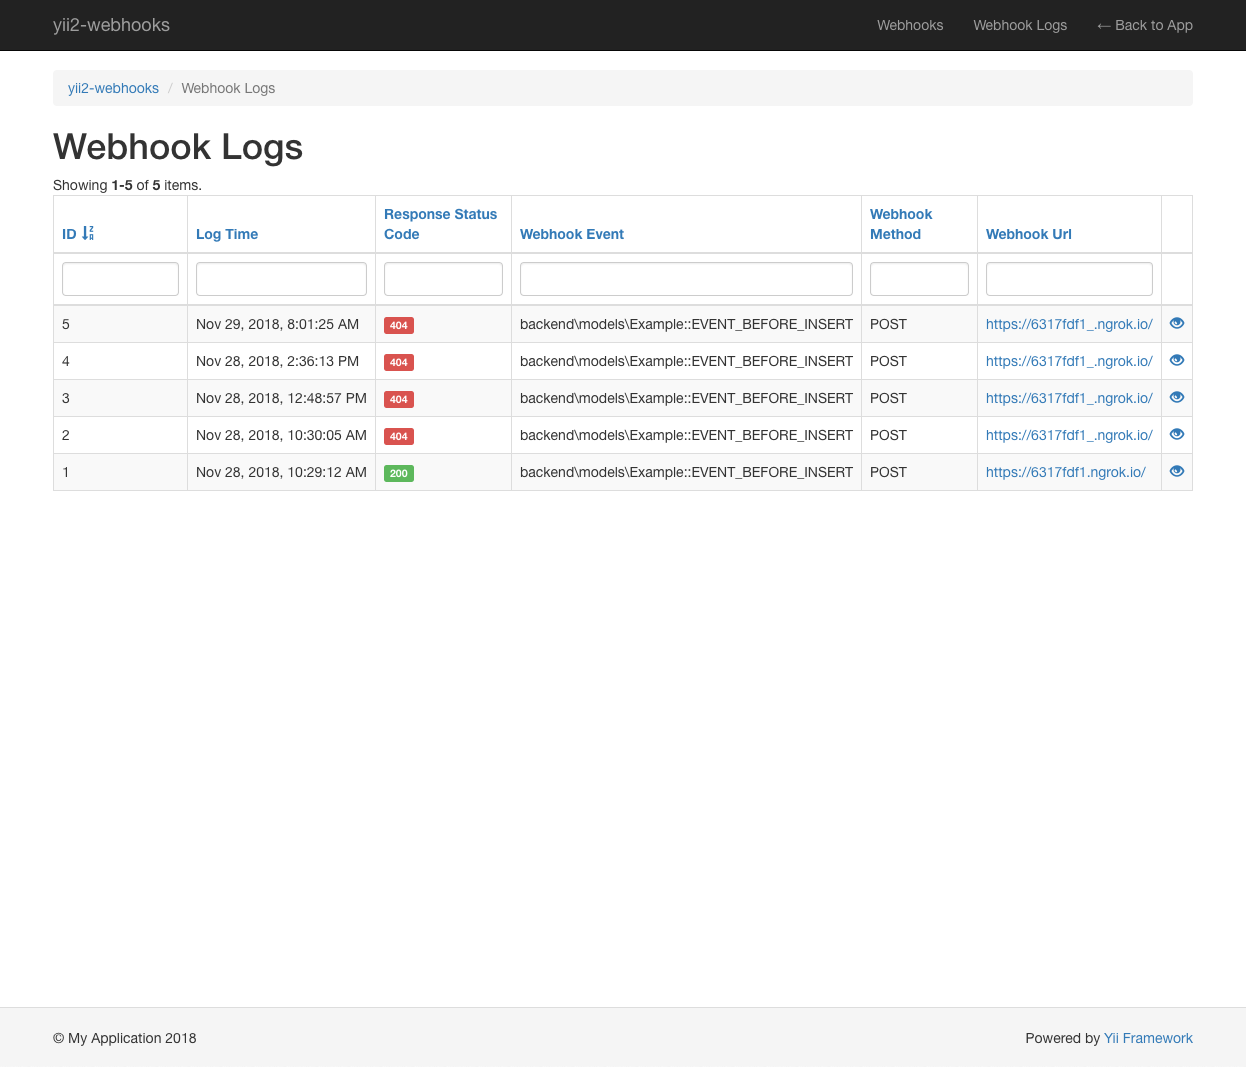 yii2-webhooks Webhooks Webhook Logs ← Back to App
yii2-webhooks / Webhook Logs
Webhook Logs
Showing 1-5 of 5 items.
ID Log Time Response Status Code Webhook Event Webhook Method Webhook Url
5 Nov 29, 2018, 8:01:25 AM 404 backend\models\Example::EVENT_BEFORE_INSERT POST https://6317fdf1_.ngrok.io/
4 Nov 28, 2018, 2:36:13 PM 404 backend\models\Example::EVENT_BEFORE_INSERT POST https://6317fdf1_.ngrok.io/
3 Nov 28, 2018, 12:48:57 PM 404 backend\models\Example::EVENT_BEFORE_INSERT POST https://6317fdf1_.ngrok.io/
2 Nov 28, 2018, 10:30:05 AM 404 backend\models\Example::EVENT_BEFORE_INSERT POST https://6317fdf1_.ngrok.io/
1 Nov 28, 2018, 10:29:12 AM 200 backend\models\Example::EVENT_BEFORE_INSERT POST https://6317fdf1.ngrok.io/
© My Application 2018 Powered by Yii Framework